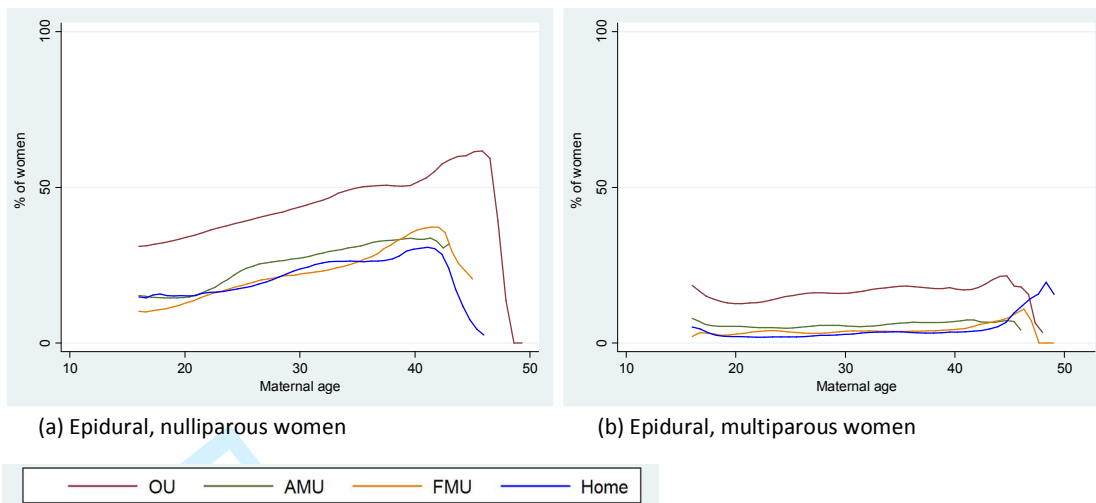 % of women
100
50
0
10 20 30 40 50
Maternal age
(a) Epidural, nulliparous women
% of women
100
50
0
10 20 30 40 50
Maternal age
(b) Epidural, multiparous women
OU AMU FMU Home